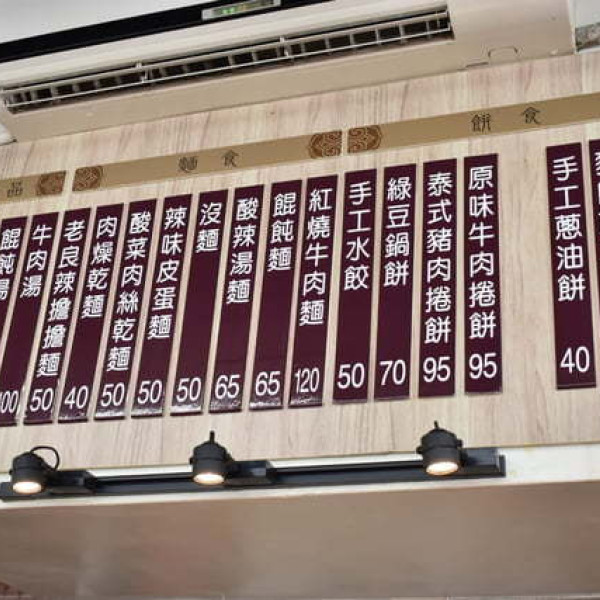 品
麵食
餅食
餛飩湯
牛肉湯 100
老良辣擔擔麵 50
肉燥乾麵 40
酸菜肉絲乾麵 50
辣味皮蛋麵 50
沒麵 50
酸辣湯麵 65
餛飩麵 65
紅燒牛肉麵 120
手工水餃 50
綠豆鍋餅 70
泰式豬肉捲餅 95
原味牛肉捲餅 95
手工蔥油餅 40